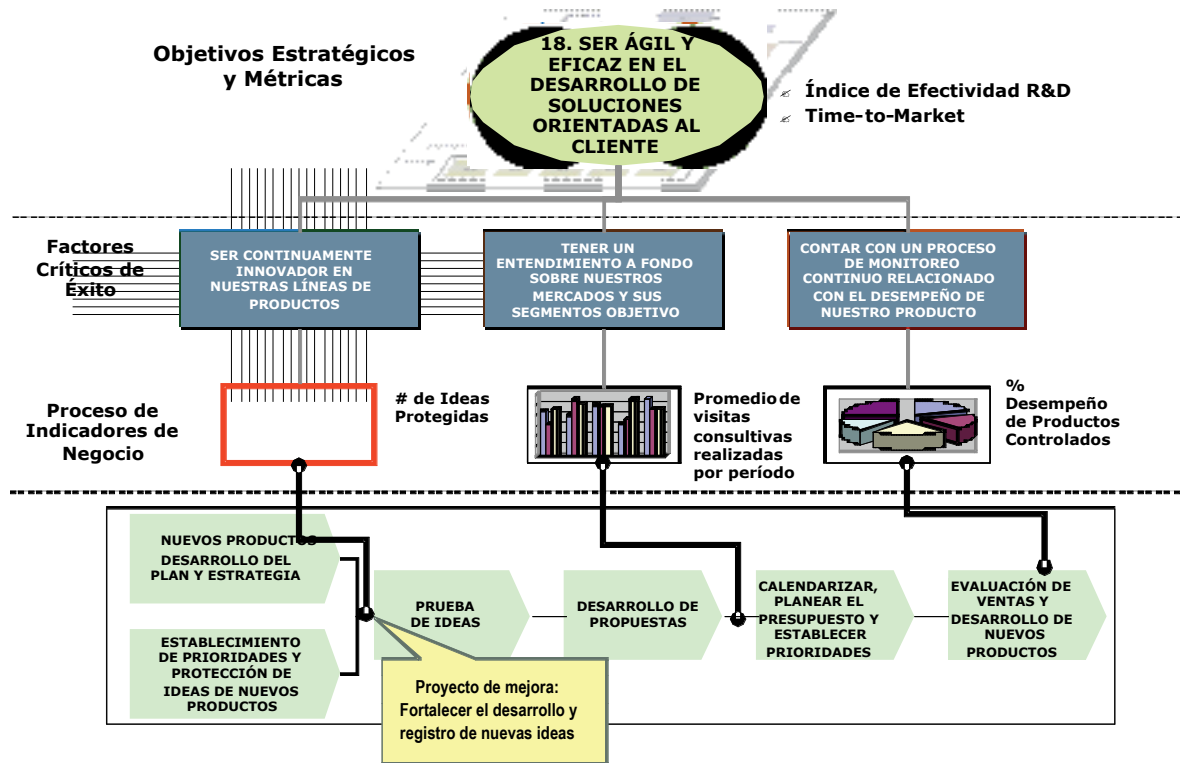 Objetivos Estratégicos
y Métricas
18. SER ÁGIL Y
EFICAZ EN EL
DESARROLLO DE
SOLUCIONES
ORIENTADAS AL
CLIENTE
Índice de Efectividad R&D
Time-to-Market
Factores
Críticos de
Éxito
SER CONTINUAMENTE
INNOVADOR EN
NUESTRAS LÍNEAS DE
PRODUCTOS
TENER UN
ENTENDIMIENTO A FONDO
SOBRE NUESTROS
MERCADOS Y SUS
SEGMENTOS OBJETIVO
CONTAR CON UN PROCESO
DE MONITOREO
CONTINUO RELACIONADO
CON EL DESEMPEÑO DE
NUESTRO PRODUCTO
Proceso de
Indicadores de
Negocio
# de Ideas
Protegidas
Promedio de
visitas
consultivas
realizadas
por período
%
Desempeño
de Productos
Controlados
NUEVOS PRODUCTOS
DESARROLLO DEL
PLAN Y ESTRATEGIA
ESTABLECIMIENTO
DE PRIORIDADES Y
PROTECCIÓN DE
IDEAS DE NUEVOS
PRODUCTOS
PRUEBA
DE IDEAS
DESARROLLO DE
PROPUESTAS
CALENDARIZAR,
PLANEAR EL
PRESUPUESTO Y
ESTABLECER
PRIORIDADES
EVALUACIÓN DE
VENTAS Y
DESARROLLO DE
NUEVOS
PRODUCTOS
Proyecto de mejora:
Fortalecer el desarrollo y
registro de nuevas ideas